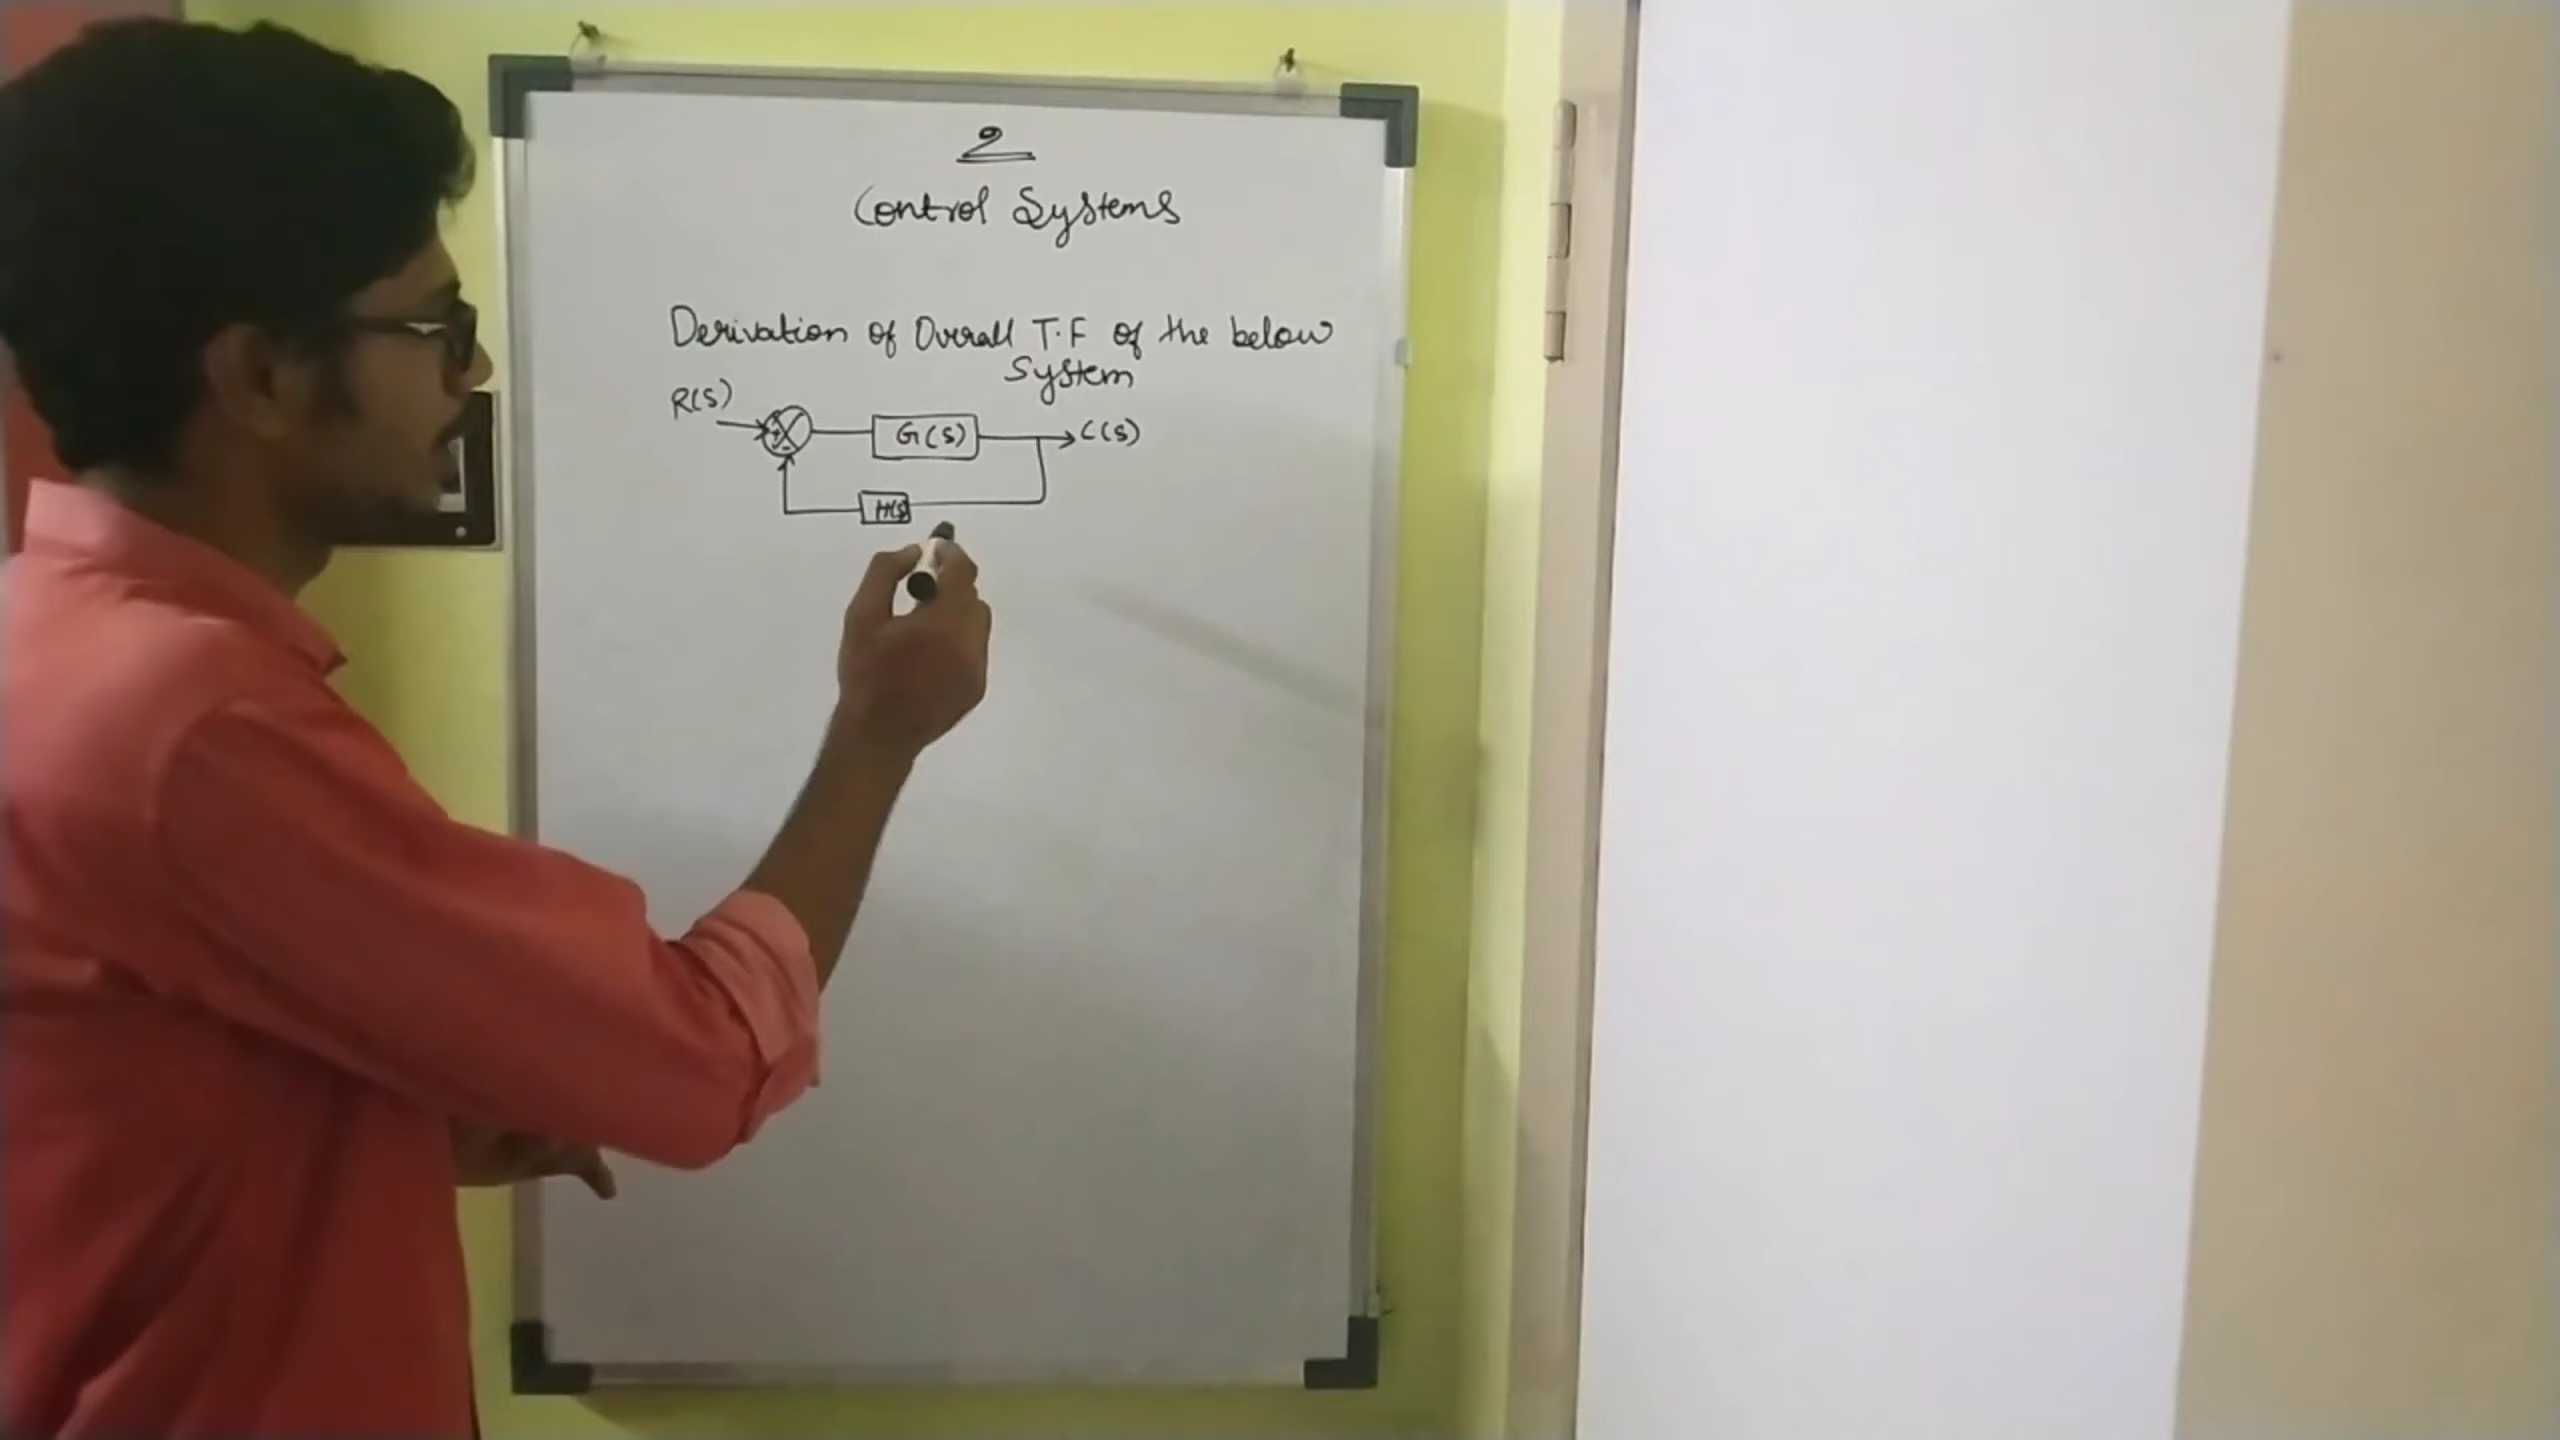 2
Control Systems
Derivation of Overall T.F of the below
System
R(S)
+
-
G(S)
C(S)
H(S)